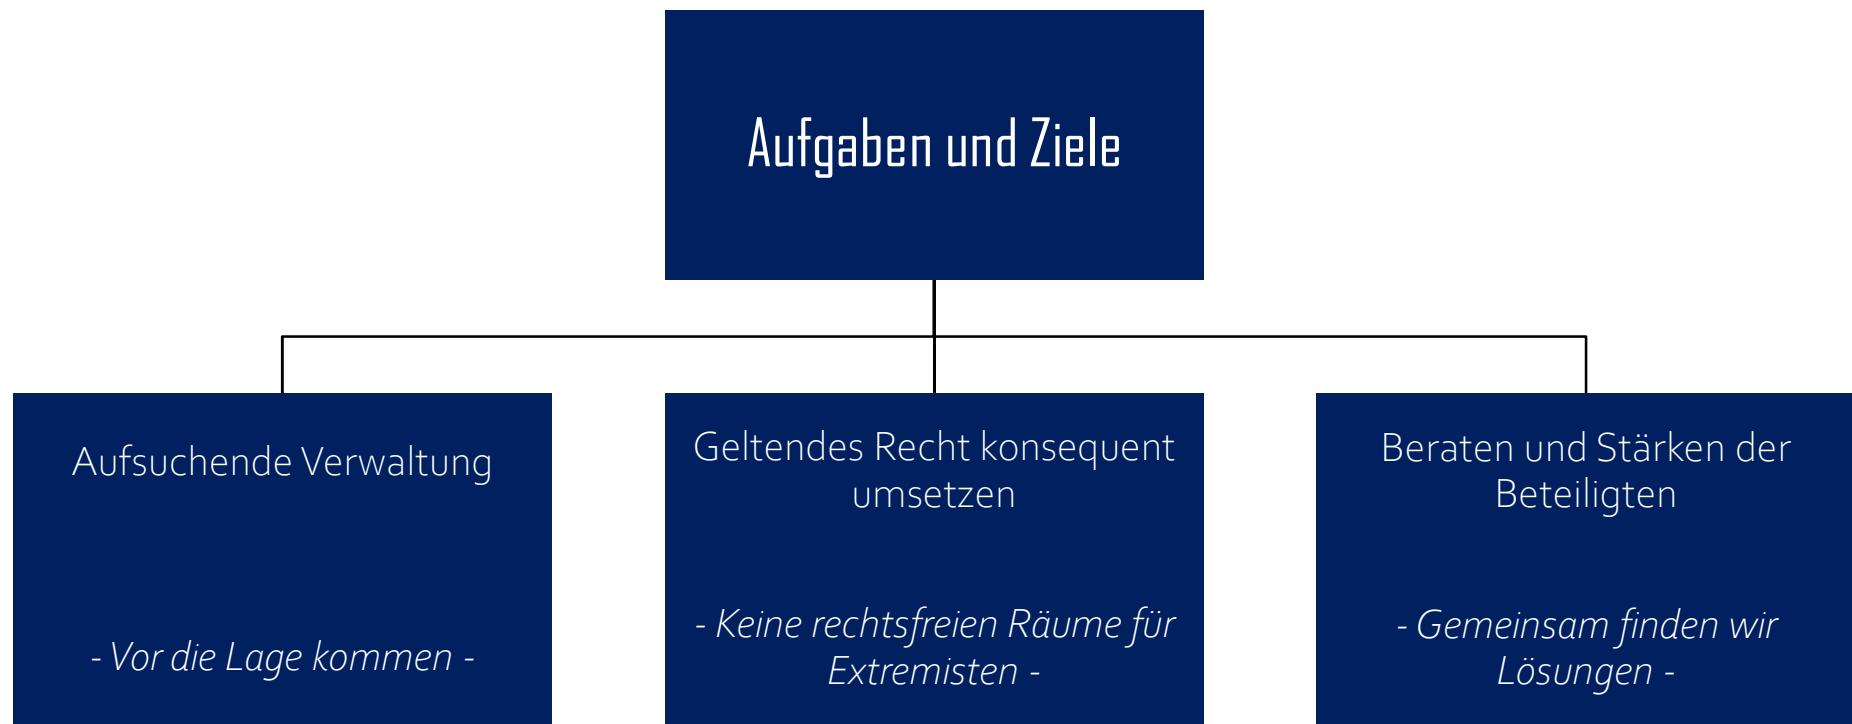 Aufgaben und Ziele
Aufsuchende Verwaltung
- Vor die Lage kommen -
Geltendes Recht konsequent
umsetzen
- Keine rechtsfreien Räume für
Extremisten -
Beraten und Stärken der
Beteiligten
- Gemeinsam finden wir
Lösungen -